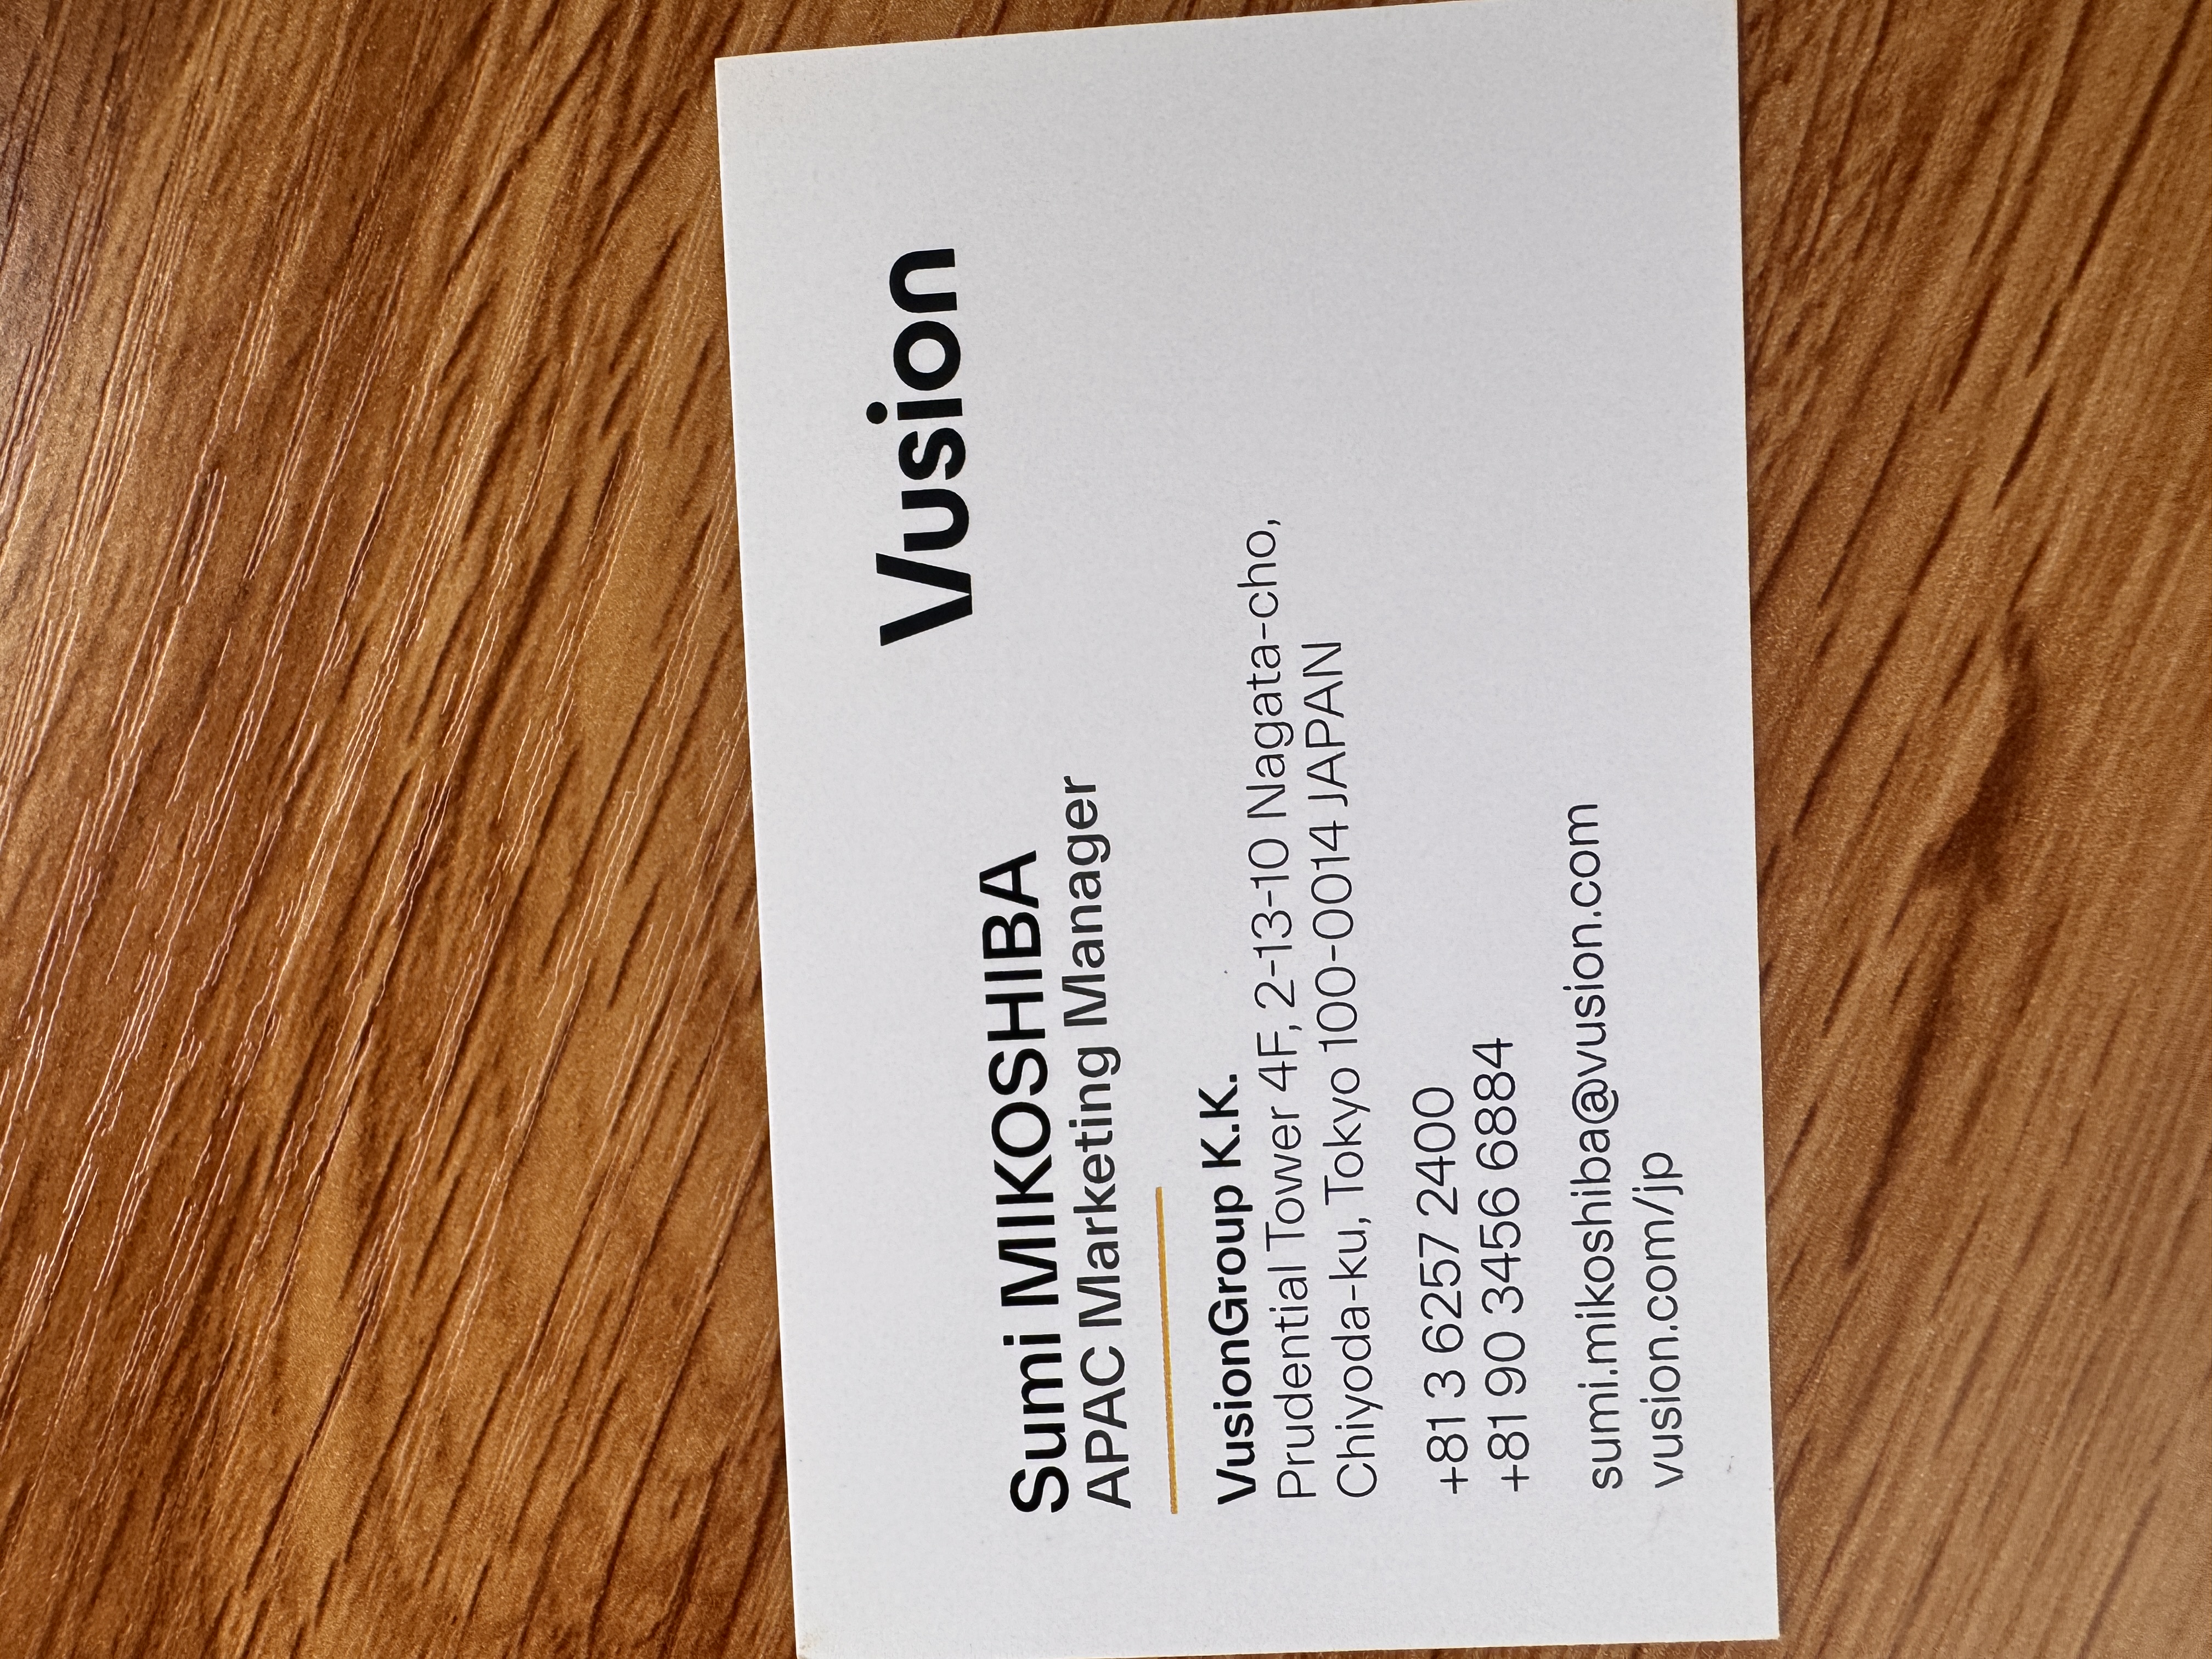 Vusion
Sumi MIKOSHIBA
APAC Marketing Manager
VusionGroup K.K.
Prudential Tower 4F, 2-13-10 Nagata-cho,
Chiyoda-ku, Tokyo 100-0014 JAPAN
+81 3 6257 2400
+81 90 3456 6884
sumi.mikoshiba@vusion.com
vusion.com/jp